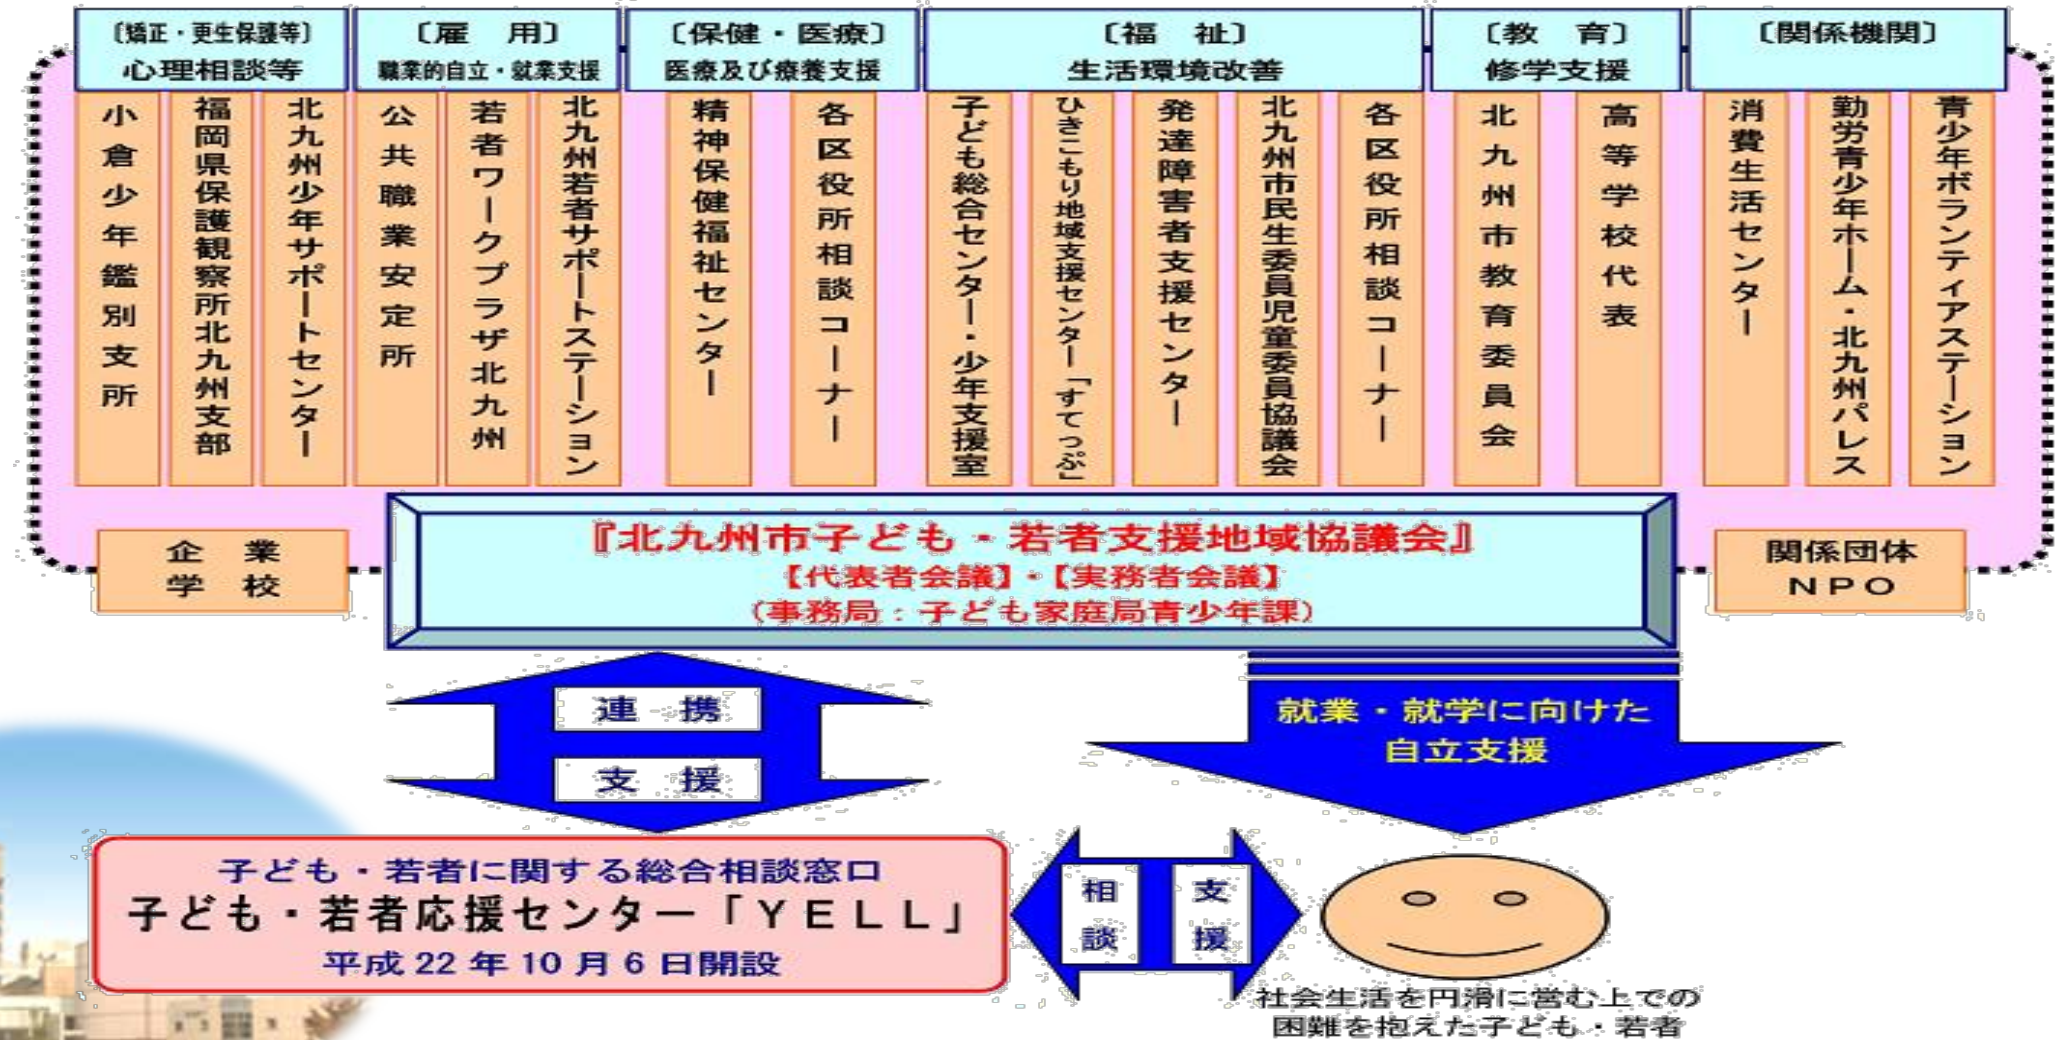 〔矯正・更生保護等〕
心理相談等
〔雇　用〕
職業的自立・就業支援
〔保健・医療〕
医療及び療養支援
〔福　祉〕
生活環境改善
〔教　育〕
修学支援
〔関係機関〕
小倉少年鑑別支所
福岡県保護観察所北九州支部
北九州少年サポートセンター
公共職業安定所
若者ワークプラザ北九州
北九州若者サポートステーション
精神保健福祉センター
各区役所相談コーナー
子ども総合センター・少年支援室
ひきこもり地域支援センター「すてっぷ」
発達障害者支援センター
北九州市民生委員児童委員協議会
各区役所相談コーナー
北九州市教育委員会
高等学校代表
消費生活センター
勤労青少年ホーム・北九州パレス
青少年ボランティアステーション
企　業
学　校
『北九州市子ども・若者支援地域協議会』
【代表者会議】・【実務者会議】
（事務局：子ども家庭局青少年課）
関係団体
ＮＰＯ
連　携
支　援
就業・就学に向けた
自立支援
子ども・若者に関する総合相談窓口
子ども・若者応援センター「ＹＥＬＬ」
平成22年10月6日開設
相談
支援
社会生活を円滑に営む上での
困難を抱えた子ども・若者